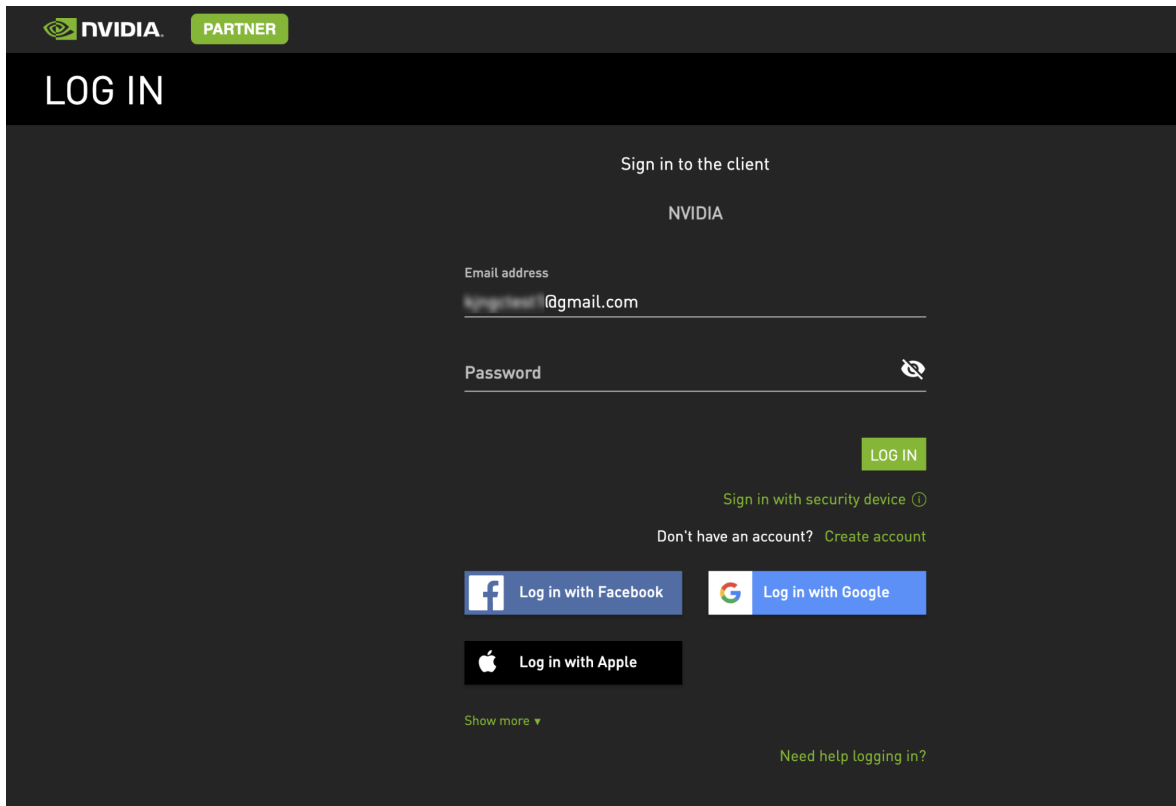 NVIDIA. PARTNER
LOG IN
Sign in to the client
NVIDIA
Email address
@gmail.com
Password
LOG IN
Sign in with security device
Don't have an account? Create account
Log in with Facebook
Log in with Google
Log in with Apple
Show more
Need help logging in?